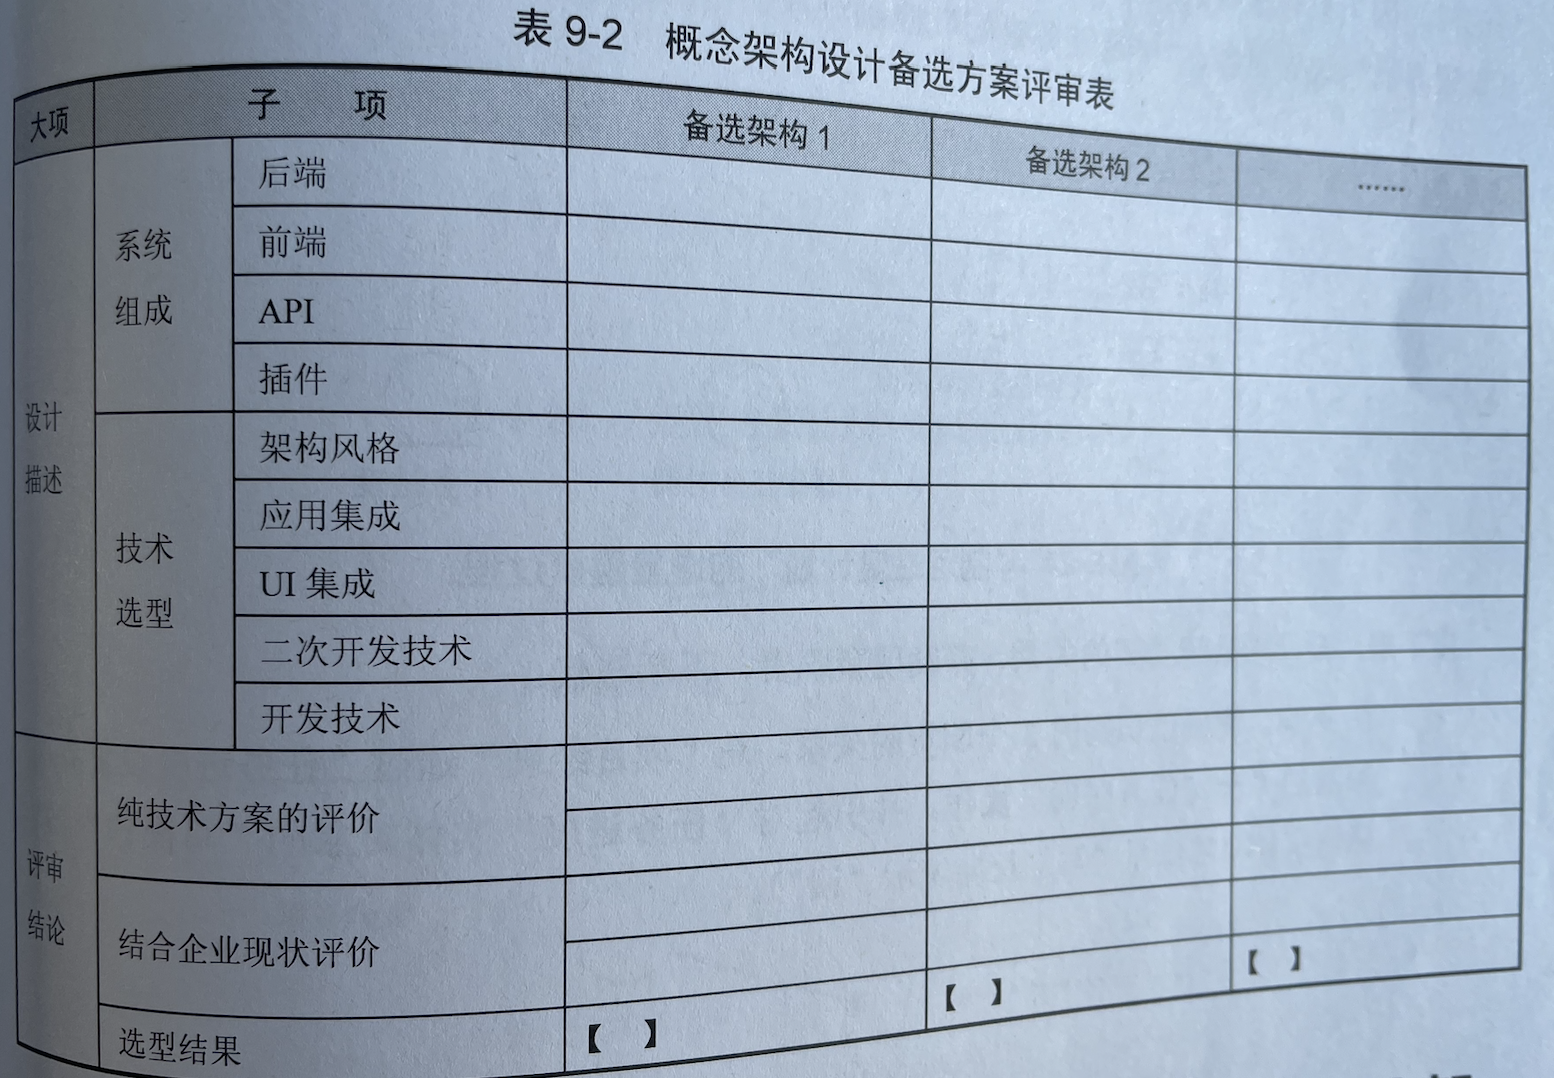 表 9-2 概念架构设计备选方案评审表
大项 子 项 备选架构 1 备选架构 2 ……
设计
描述
系统
组成
后端
前端
API
插件
技术
选型
架构风格
应用集成
UI 集成
二次开发技术
开发技术
评审
结论
纯技术方案的评价
结合企业现状评价
选型结果 【 】 【 】 【 】